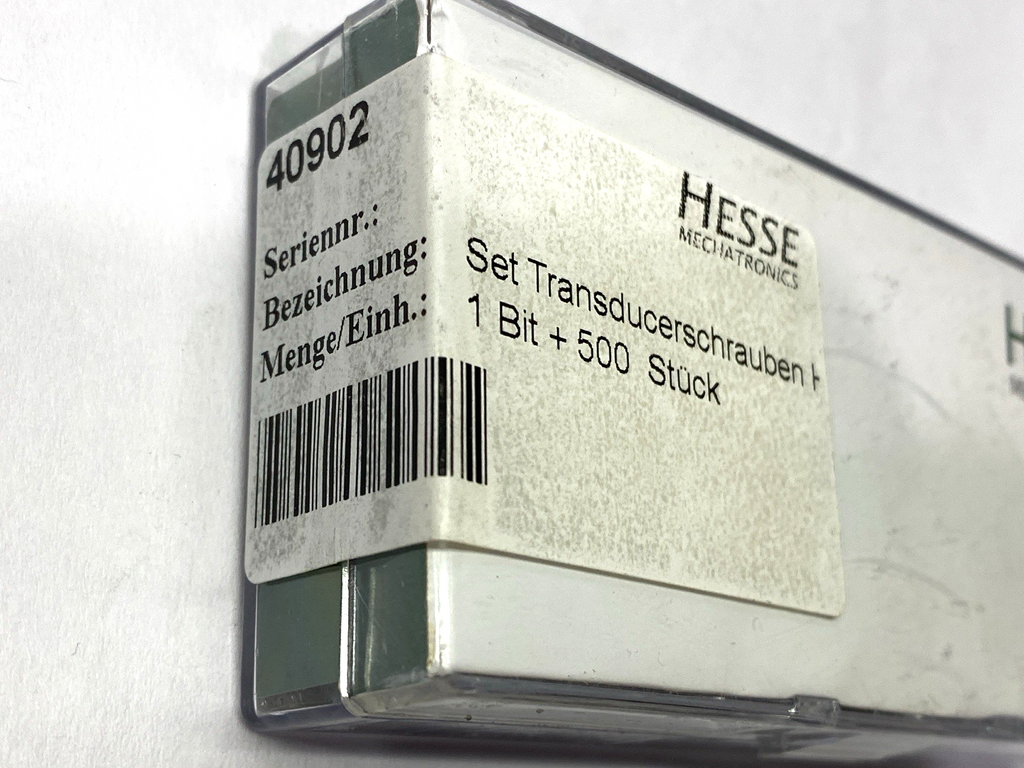 40902
HESSE
MECHATRONICS
Seriennr.:
Bezeichnung: Set Transducerschrauben H
Menge/Einh.: 1 Bit + 500 Stück
H